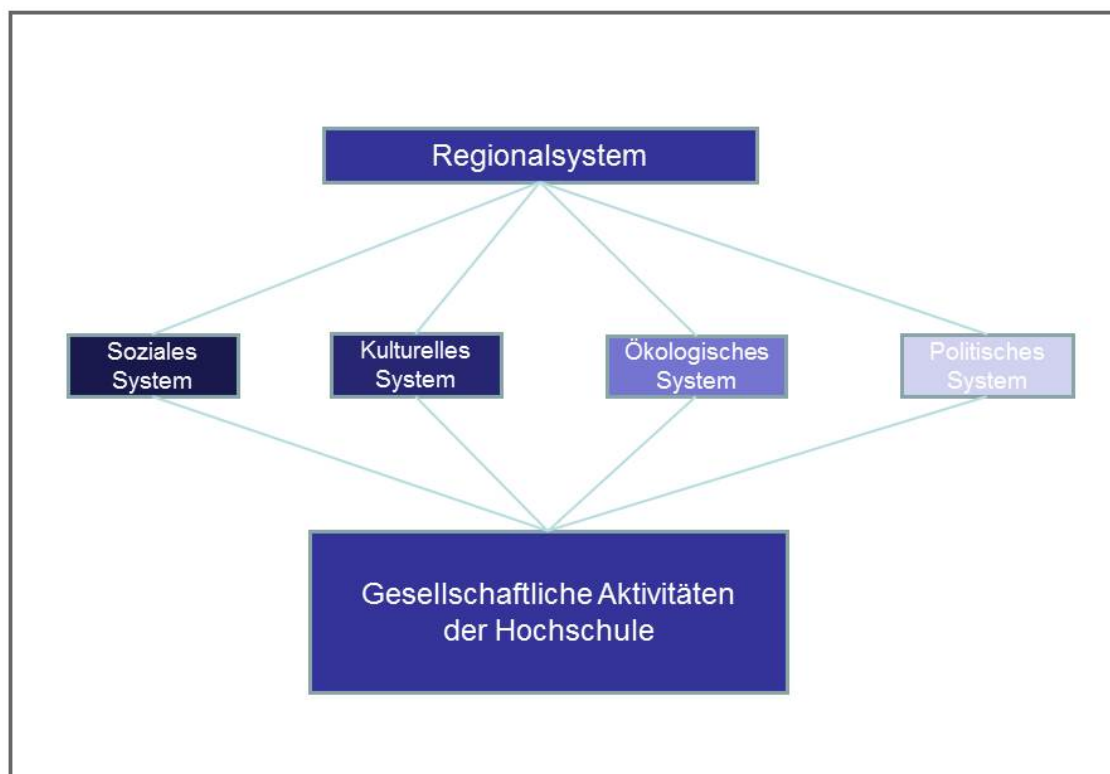 Regionalsystem
Soziales
System
Kulturelles
System
Ökologisches
System
Politisches
System
Gesellschaftliche Aktivitäten
der Hochschule